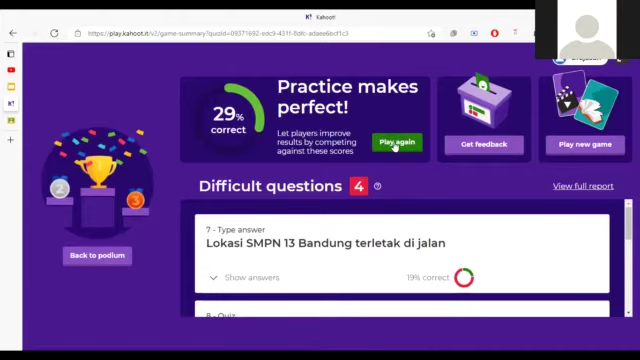 Kahoot!
https://play.kahoot.it/v2/game-summary?quizId=09371692-edc9-431f-8dfc-adaee6bcf1c3
29% correct
Practice makes perfect!
Let players improve results by competing against these scores
Play again
Get feedback
Play new game
Difficult questions 4
View full report
7 - Type answer
Lokasi SMPN 13 Bandung terletak di jalan
Show answers
19% correct
8 - Quiz
2
3
Back to podium